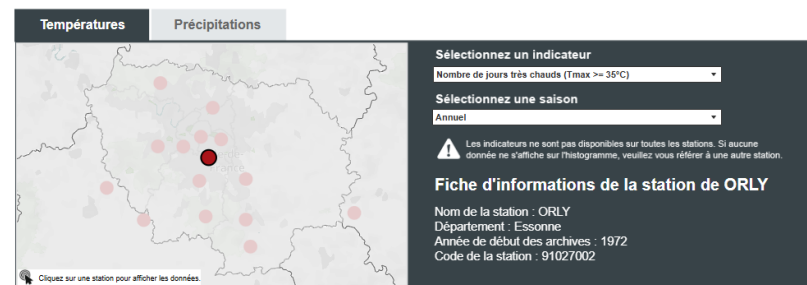 Températures
Précipitations
Sélectionnez un indicateur
Nombre de jours très chauds (Tmax >= 35°C)
Sélectionnez une saison
Annuel
Les indicateurs ne sont pas disponibles sur toutes les stations. Si aucune
donnée ne s'affiche sur l'histogramme, veuillez vous référer à une autre station.
Fiche d'informations de la station de ORLY
Nom de la station : ORLY
Département : Essonne
Année de début des archives : 1972
Code de la station : 91027002
Cliquez sur une station pour afficher les données.